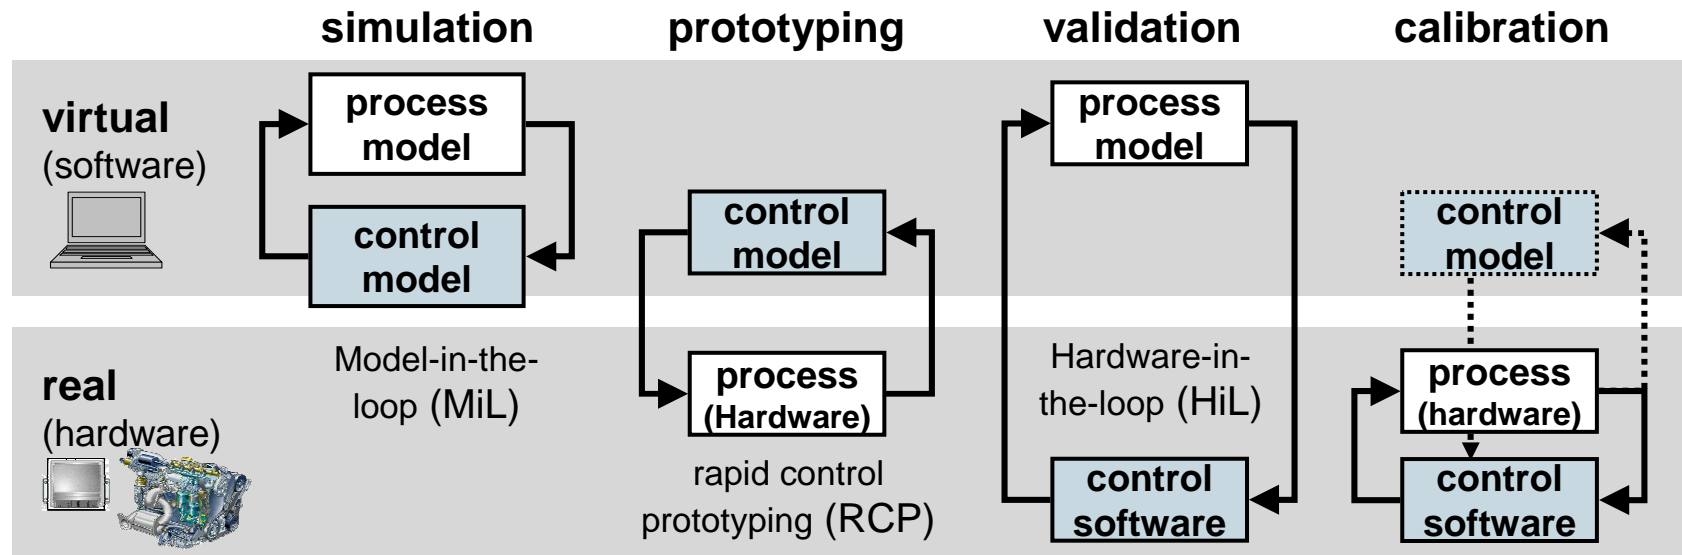 simulation
prototyping
validation
calibration
virtual
(software)
process
model
control
model
control
model
process
model
control
model
real
(hardware)
Model-in-the-
loop (MiL)
process
(Hardware)
rapid control
prototyping (RCP)
Hardware-in-
the-loop (HiL)
control
software
process
(hardware)
control
software